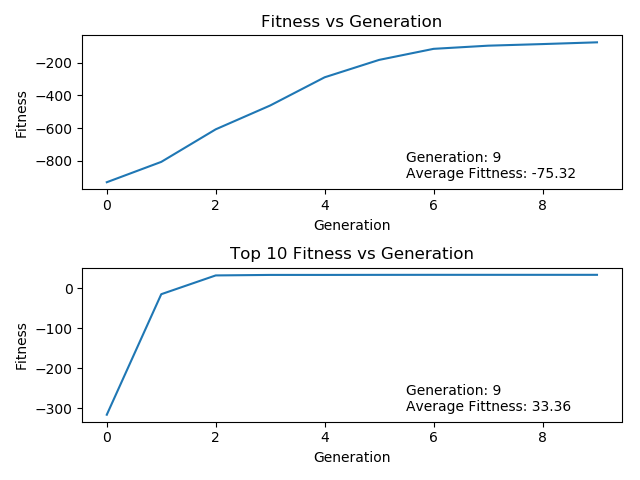 Fitness vs Generation
Fitness
−200
−400
−600
−800
Generation: 9
Average Fittness: -75.32
0 2 4 6 8
Generation
Top 10 Fitness vs Generation
Fitness
0
−100
−200
−300
Generation: 9
Average Fittness: 33.36
0 2 4 6 8
Generation